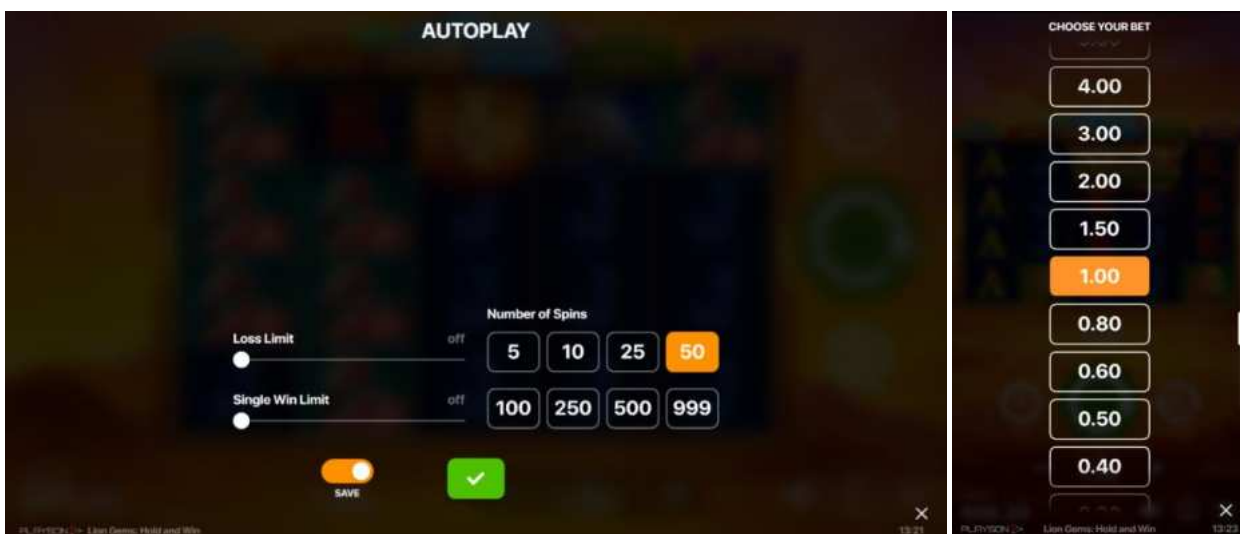 AUTOPLAY
Number of Spins
Loss Limit off
5 10 25 50
Single Win Limit off
100 250 500 999
SAVE
PLAYSON Lion Gems: Hold and Win 13:21
CHOOSE YOUR BET
4.00
3.00
2.00
1.50
1.00
0.80
0.60
0.50
0.40
PLAYSON Lion Gems: Hold and Win 13:23